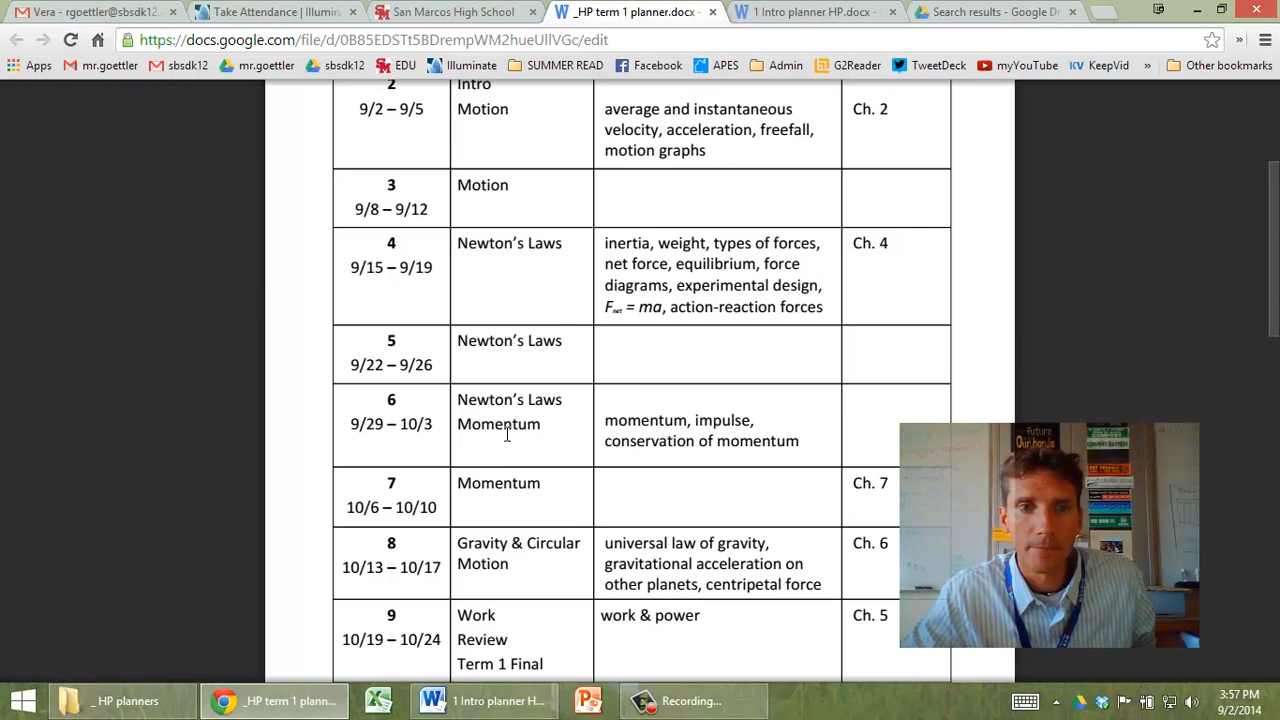 Vera - rgoettler@sbsdk12
Take Attendance | Illumin
San Marcos High School
_HP term 1 planner.docx -
1 Intro planner HP.docx -
Search results - Google D
https://docs.google.com/file/d/0B85EDSTt5BDrempWM2hueUllVGc/edit
Apps
mr.goettler
sbsdk12
mr.goettler
sbsdk12
EDU
Illuminate
SUMMER READ
Facebook
APES
Admin
G2Reader
TweetDeck
myYouTube
KV KeepVid
Other bookmarks
2
9/2 – 9/5
Intro
Motion
average and instantaneous
velocity, acceleration, freefall,
motion graphs
Ch. 2
3
9/8 – 9/12
Motion
4
9/15 – 9/19
Newton's Laws
inertia, weight, types of forces,
net force, equilibrium, force
diagrams, experimental design,
Fnet = ma, action-reaction forces
Ch. 4
5
9/22 – 9/26
Newton's Laws
6
9/29 – 10/3
Newton's Laws
Momentum
momentum, impulse,
conservation of momentum
7
10/6 – 10/10
Momentum
Ch. 7
8
10/13 – 10/17
Gravity & Circular
Motion
universal law of gravity,
gravitational acceleration on
other planets, centripetal force
Ch. 6
9
10/19 – 10/24
Work
Review
Term 1 Final
work & power
Ch. 5
future
Our hands
_ HP planners
_HP term 1 plann...
1 Intro planner H...
Recording...
3:57 PM
9/2/2014